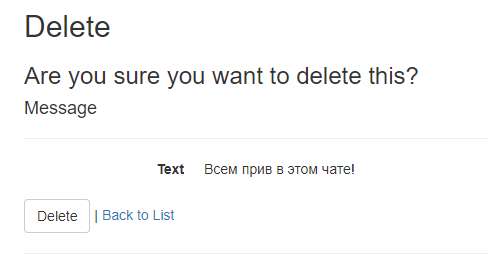 Delete
Are you sure you want to delete this?
Message
Text Всем прив в этом чате!
Delete | Back to List